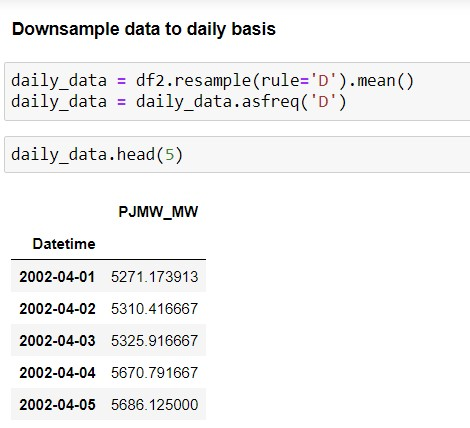 Downsample data to daily basis
daily_data = df2.resample(rule='D').mean()
daily_data = daily_data.asfreq('D')
daily_data.head(5)
PJMW_MW
Datetime
2002-04-01 5271.173913
2002-04-02 5310.416667
2002-04-03 5325.916667
2002-04-04 5670.791667
2002-04-05 5686.125000